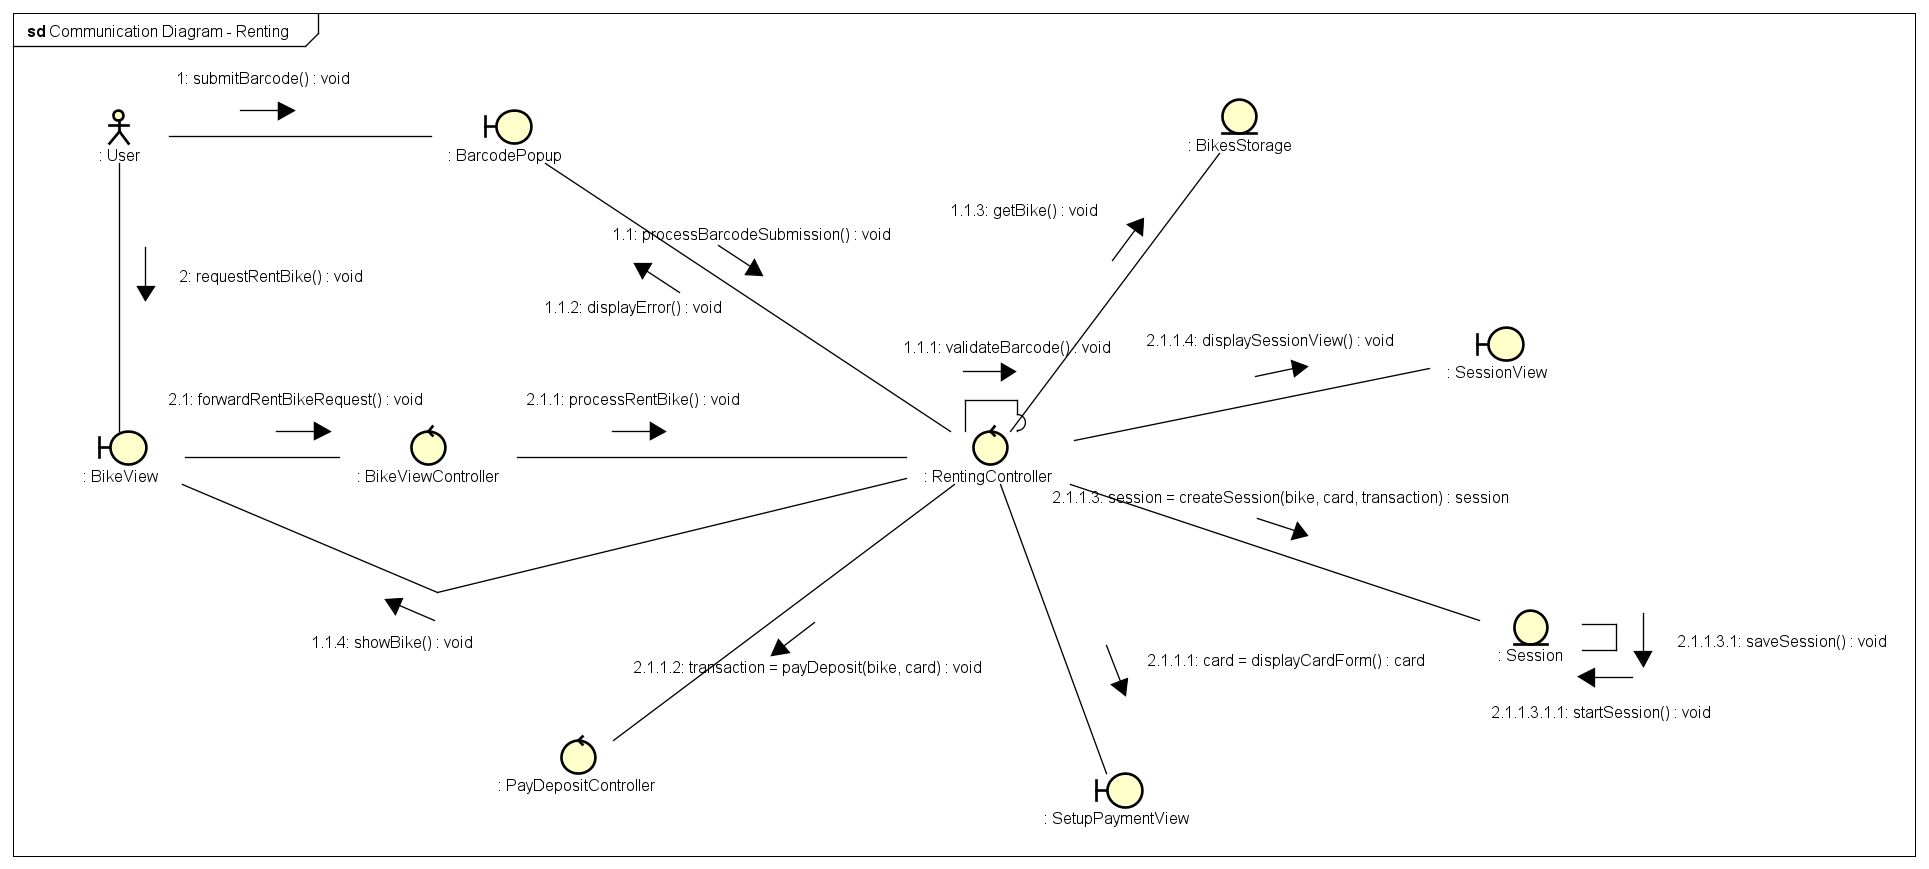 sd Communication Diagram - Renting
1: submitBarcode() : void
: User
: BarcodePopup
: BikesStorage
1.1.3: getBike() : void
1.1: processBarcodeSubmission() : void
2: requestRentBike() : void
1.1.2: displayError() : void
1.1.1: validateBarcode() : void
2.1.1.4: displaySessionView() : void
: SessionView
2.1: forwardRentBikeRequest() : void
2.1.1: processRentBike() : void
: BikeView
: BikeViewController
: RentingController
2.1.1.3: session = createSession(bike, card, transaction) : session
1.1.4: showBike() : void
: Session
2.1.1.3.1: saveSession() : void
2.1.1.2: transaction = payDeposit(bike, card) : void
2.1.1.1: card = displayCardForm() : card
2.1.1.3.1.1: startSession() : void
: PayDepositController
: SetupPaymentView